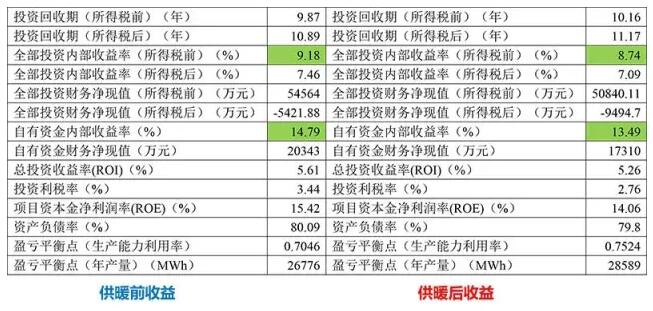 投资回收期（所得税前）（年） 9.87 投资回收期（所得税前）（年） 10.16
投资回收期（所得税后）（年） 10.89 投资回收期（所得税后）（年） 11.17
全部投资内部收益率（所得税前）（%） 9.18 全部投资内部收益率（所得税前）（%） 8.74
全部投资内部收益率（所得税后）（%） 7.46 全部投资内部收益率（所得税后）（%） 7.09
全部投资财务净现值（所得税前）（万元） 54564 全部投资财务净现值（所得税前）（万元） 50840.11
全部投资财务净现值（所得税后）（万元） -5421.88 全部投资财务净现值（所得税后）（万元） -9494.7
自有资金内部收益率（%） 14.79 自有资金内部收益率（%） 13.49
自有资金财务净现值（万元） 20343 自有资金财务净现值（万元） 17310
总投资收益率(ROI)（%） 5.61 总投资收益率(ROI)（%） 5.26
投资利税率（%） 3.44 投资利税率（%） 2.76
项目资本金净利润率(ROE)（%） 15.42 项目资本金净利润率(ROE)（%） 14.06
资产负债率（%） 80.09 资产负债率（%） 79.8
盈亏平衡点（生产能力利用率） 0.7046 盈亏平衡点（生产能力利用率） 0.7524
盈亏平衡点（年产量）（MWh） 26776 盈亏平衡点（年产量）（MWh） 28589
供暖前收益 供暖后收益